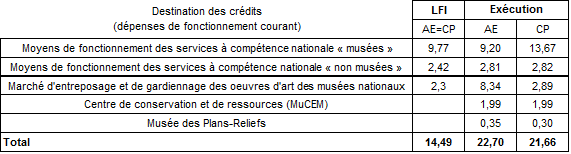 Destination des crédits
(dépenses de fonctionnement courant)
LFI
Exécution
AE=CP
AE
CP
Moyens de fonctionnement des services à compétence nationale « musées » 9,77 9,20 13,67
Moyens de fonctionnement des services à compétence nationale « non musées » 2,42 2,81 2,82
Marché d'entreposage et de gardiennage des oeuvres d'art des musées nationaux 2,3 8,34 2,89
Centre de conservation et de ressources (MuCEM) 1,99 1,99
Musée des Plans-Reliefs 0,35 0,30
Total 14,49 22,70 21,66